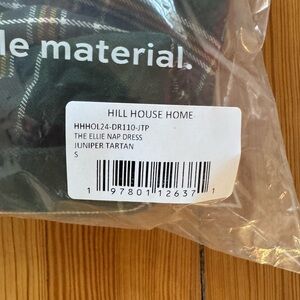 le material.
HILL HOUSE HOME
HHHOL24-DR110-JTP
THE ELLIE NAP DRESS
JUNIPER TARTAN
S
1 97801 12637 1